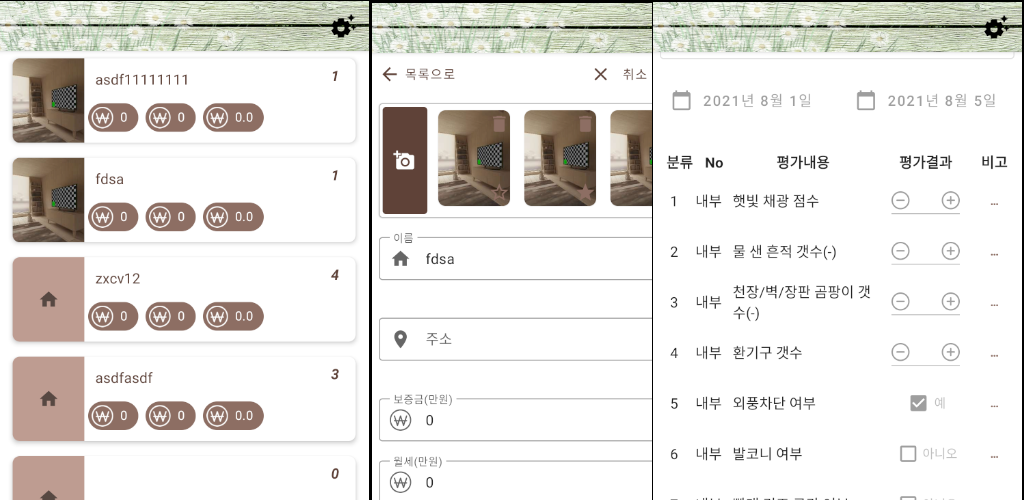 asdf11111111
1
0
0
0.0
fdsa
1
0
0
0.0
zxcv12
4
0
0
0.0
asdfasdf
3
0
0
0.0
0
목록으로
취소
이름
fdsa
주소
보증금(만원)
0
월세(만원)
0
2021년 8월 1일
2021년 8월 5일
분류 No 평가내용 평가결과 비고
1 내부 햇빛 채광 점수 ...
2 내부 물 샌 흔적 갯수(-) ...
3 내부 천장/벽/장판 곰팡이 갯
수(-) ...
4 내부 환기구 갯수 ...
5 내부 외풍차단 여부 예 ...
6 내부 발코니 여부 아니오 ...